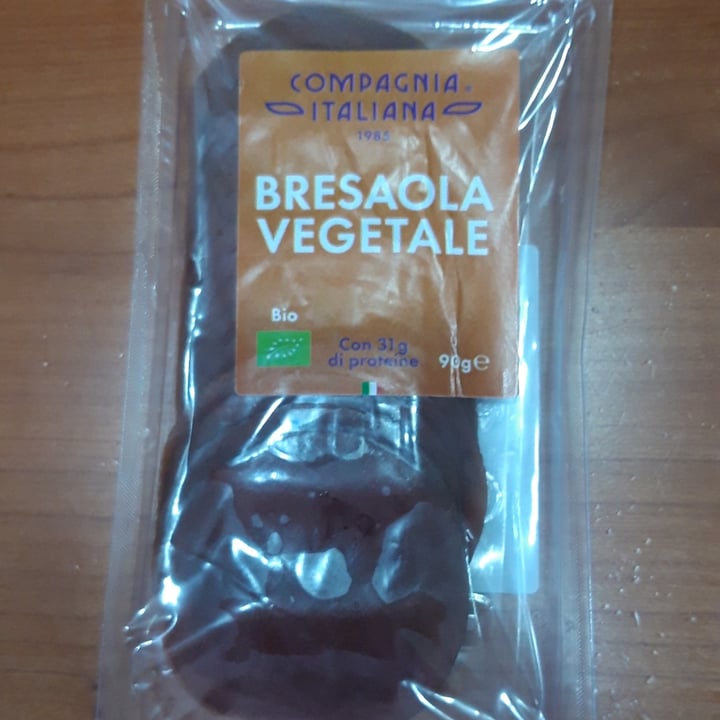 COMPAGNIA
ITALIANA
1985
BRESAOLA
VEGETALE
Bio
Con 31g
di proteine
90g℮